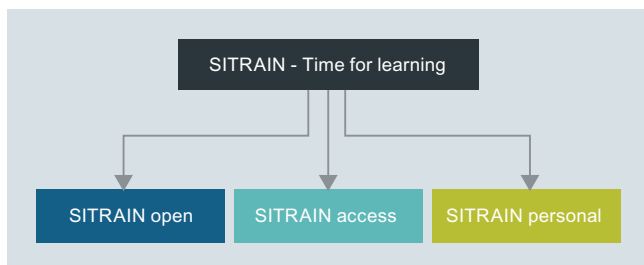 SITRAIN - Time for learning
SITRAIN open
SITRAIN access
SITRAIN personal